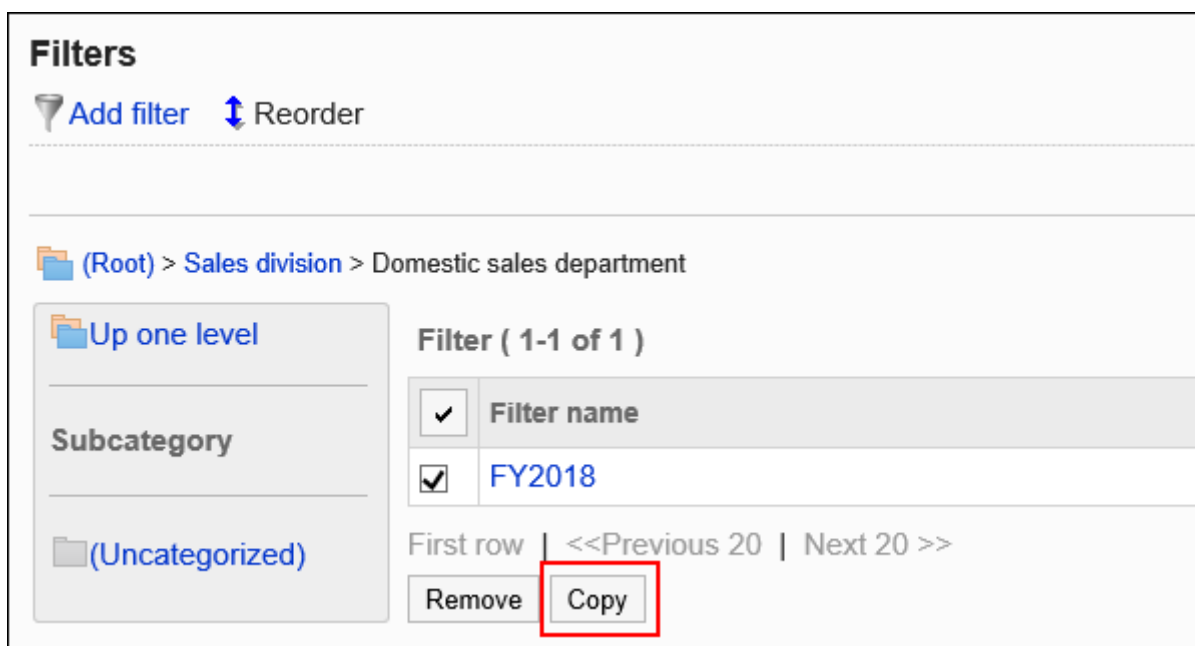 Filters
Add filter Reorder
(Root) > Sales division > Domestic sales department
Up one level
Subcategory
(Uncategorized)
Filter ( 1-1 of 1 )
Filter name
FY2018
First row | <<Previous 20 | Next 20 >>
Remove Copy